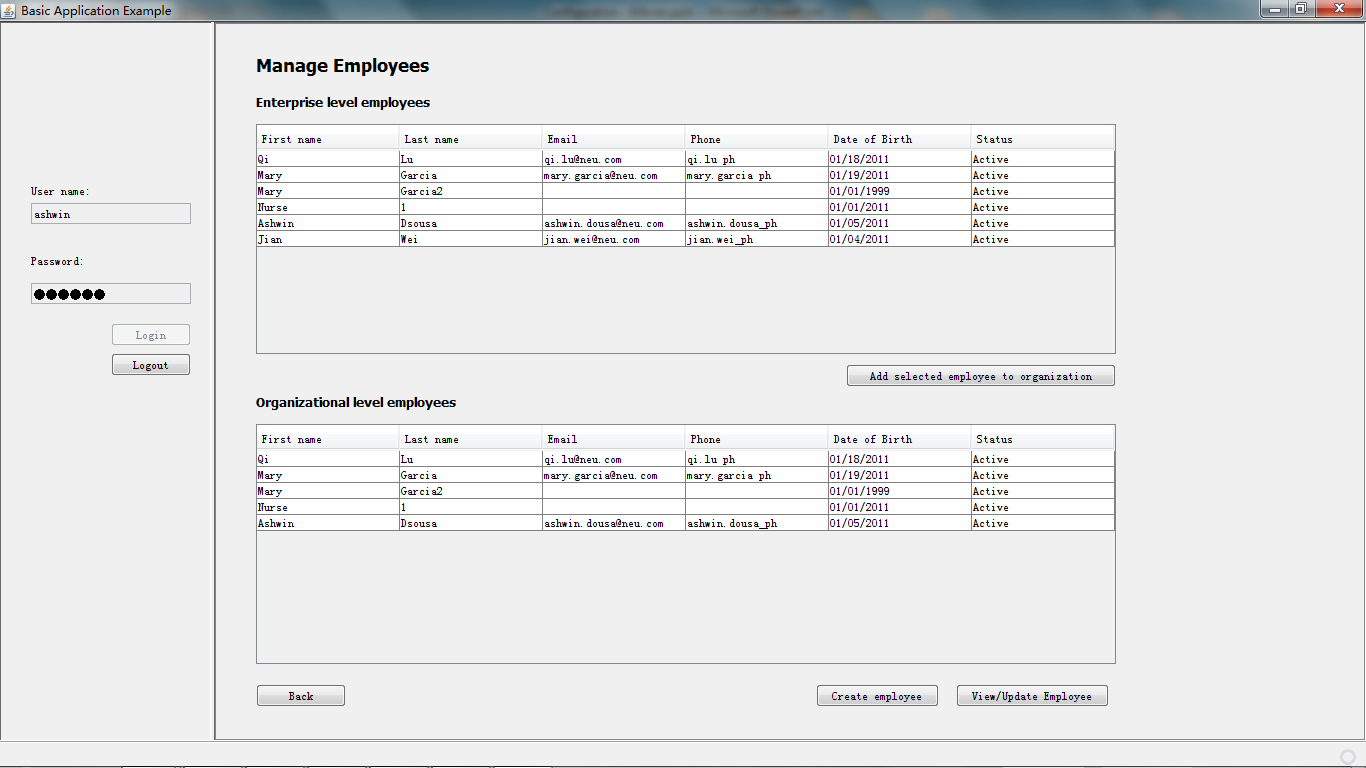 Basic Application Example
User name:
ashwin
Password:
Login
Logout
Manage Employees
Enterprise level employees
First name Last name Email Phone Date of Birth Status
Qi Lu qi.lu@neu.com qi.lu ph 01/18/2011 Active
Mary Garcia mary.garcia@neu.com mary.garcia ph 01/19/2011 Active
Mary Garcia2 01/01/1999 Active
Nurse 1 01/01/2011 Active
Ashwin Dsousa ashwin.dousa@neu.com ashwin.dousa_ph 01/05/2011 Active
Jian Wei jian.wei@neu.com jian.wei_ph 01/04/2011 Active
Add selected employee to organization
Organizational level employees
First name Last name Email Phone Date of Birth Status
Qi Lu qi.lu@neu.com qi.lu ph 01/18/2011 Active
Mary Garcia mary.garcia@neu.com mary.garcia ph 01/19/2011 Active
Mary Garcia2 01/01/1999 Active
Nurse 1 01/01/2011 Active
Ashwin Dsousa ashwin.dousa@neu.com ashwin.dousa_ph 01/05/2011 Active
Back Create employee View/Update Employee